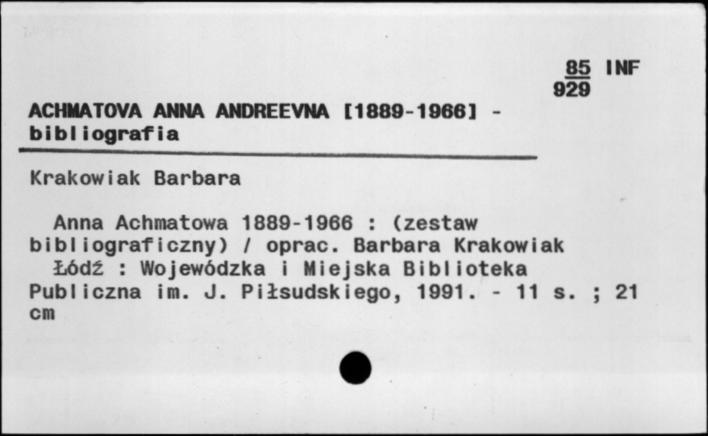 85 INF
929
ACHMATOVA ANNA ANDREEVNA [1889-1966] -
bibliografia
Krakowiak Barbara
Anna Achmatowa 1889-1966 : (zestaw
bibliograficzny) / oprac. Barbara Krakowiak
Łódź : Wojewódzka i Miejska Biblioteka
Publiczna im. J. Piłsudskiego, 1991. - 11 s. ; 21
cm